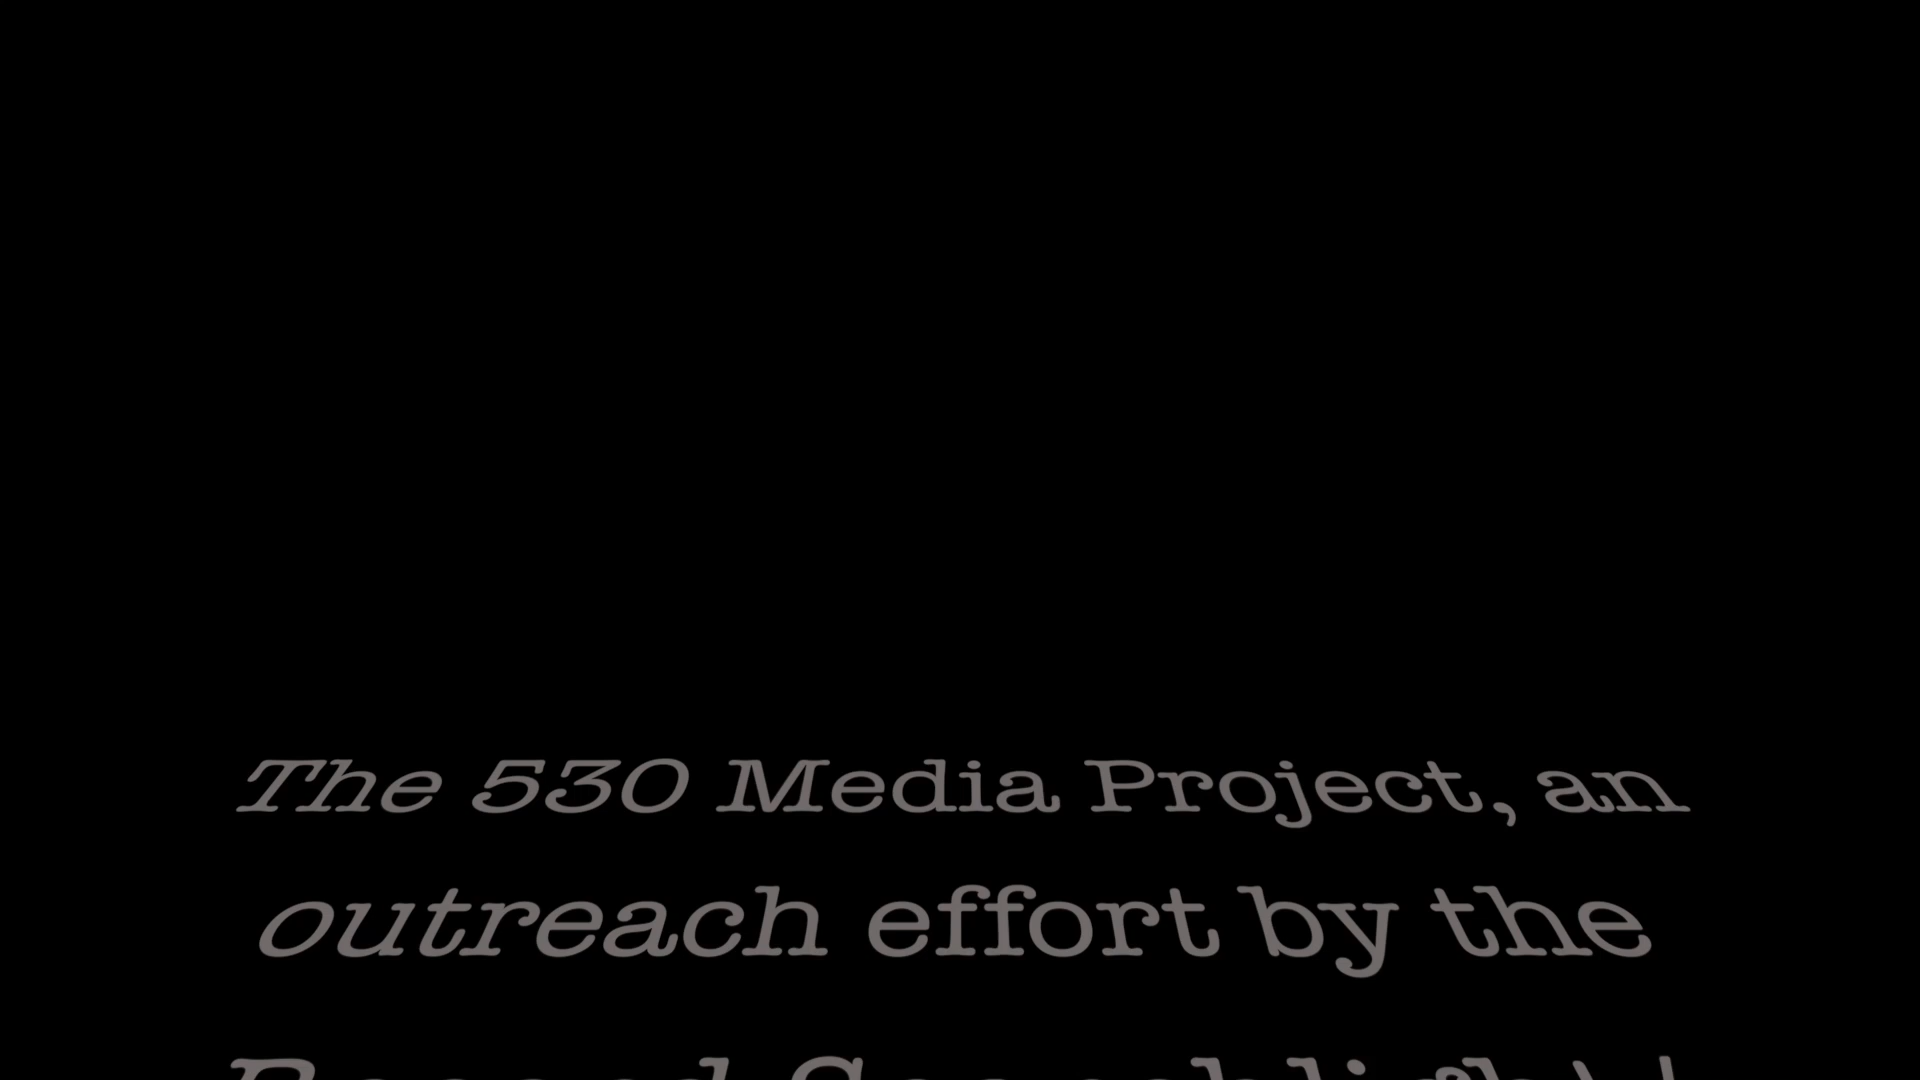 The 530 Media Project, an
outreach effort by the